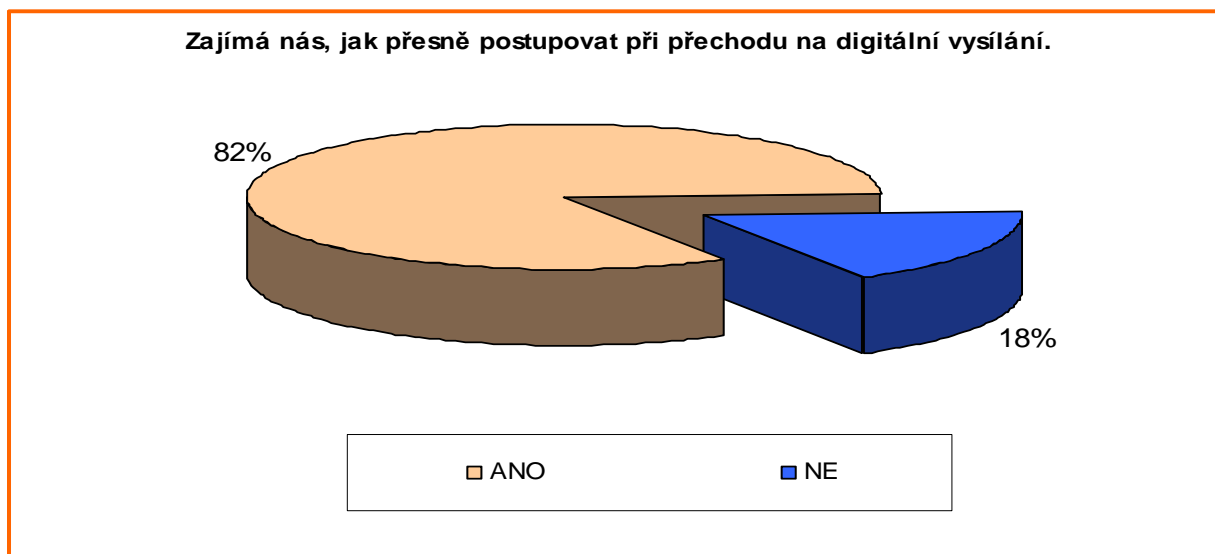 Zajímá nás, jak přesně postupovat při přechodu na digitální vysílání.
82%
18%
ANO NE